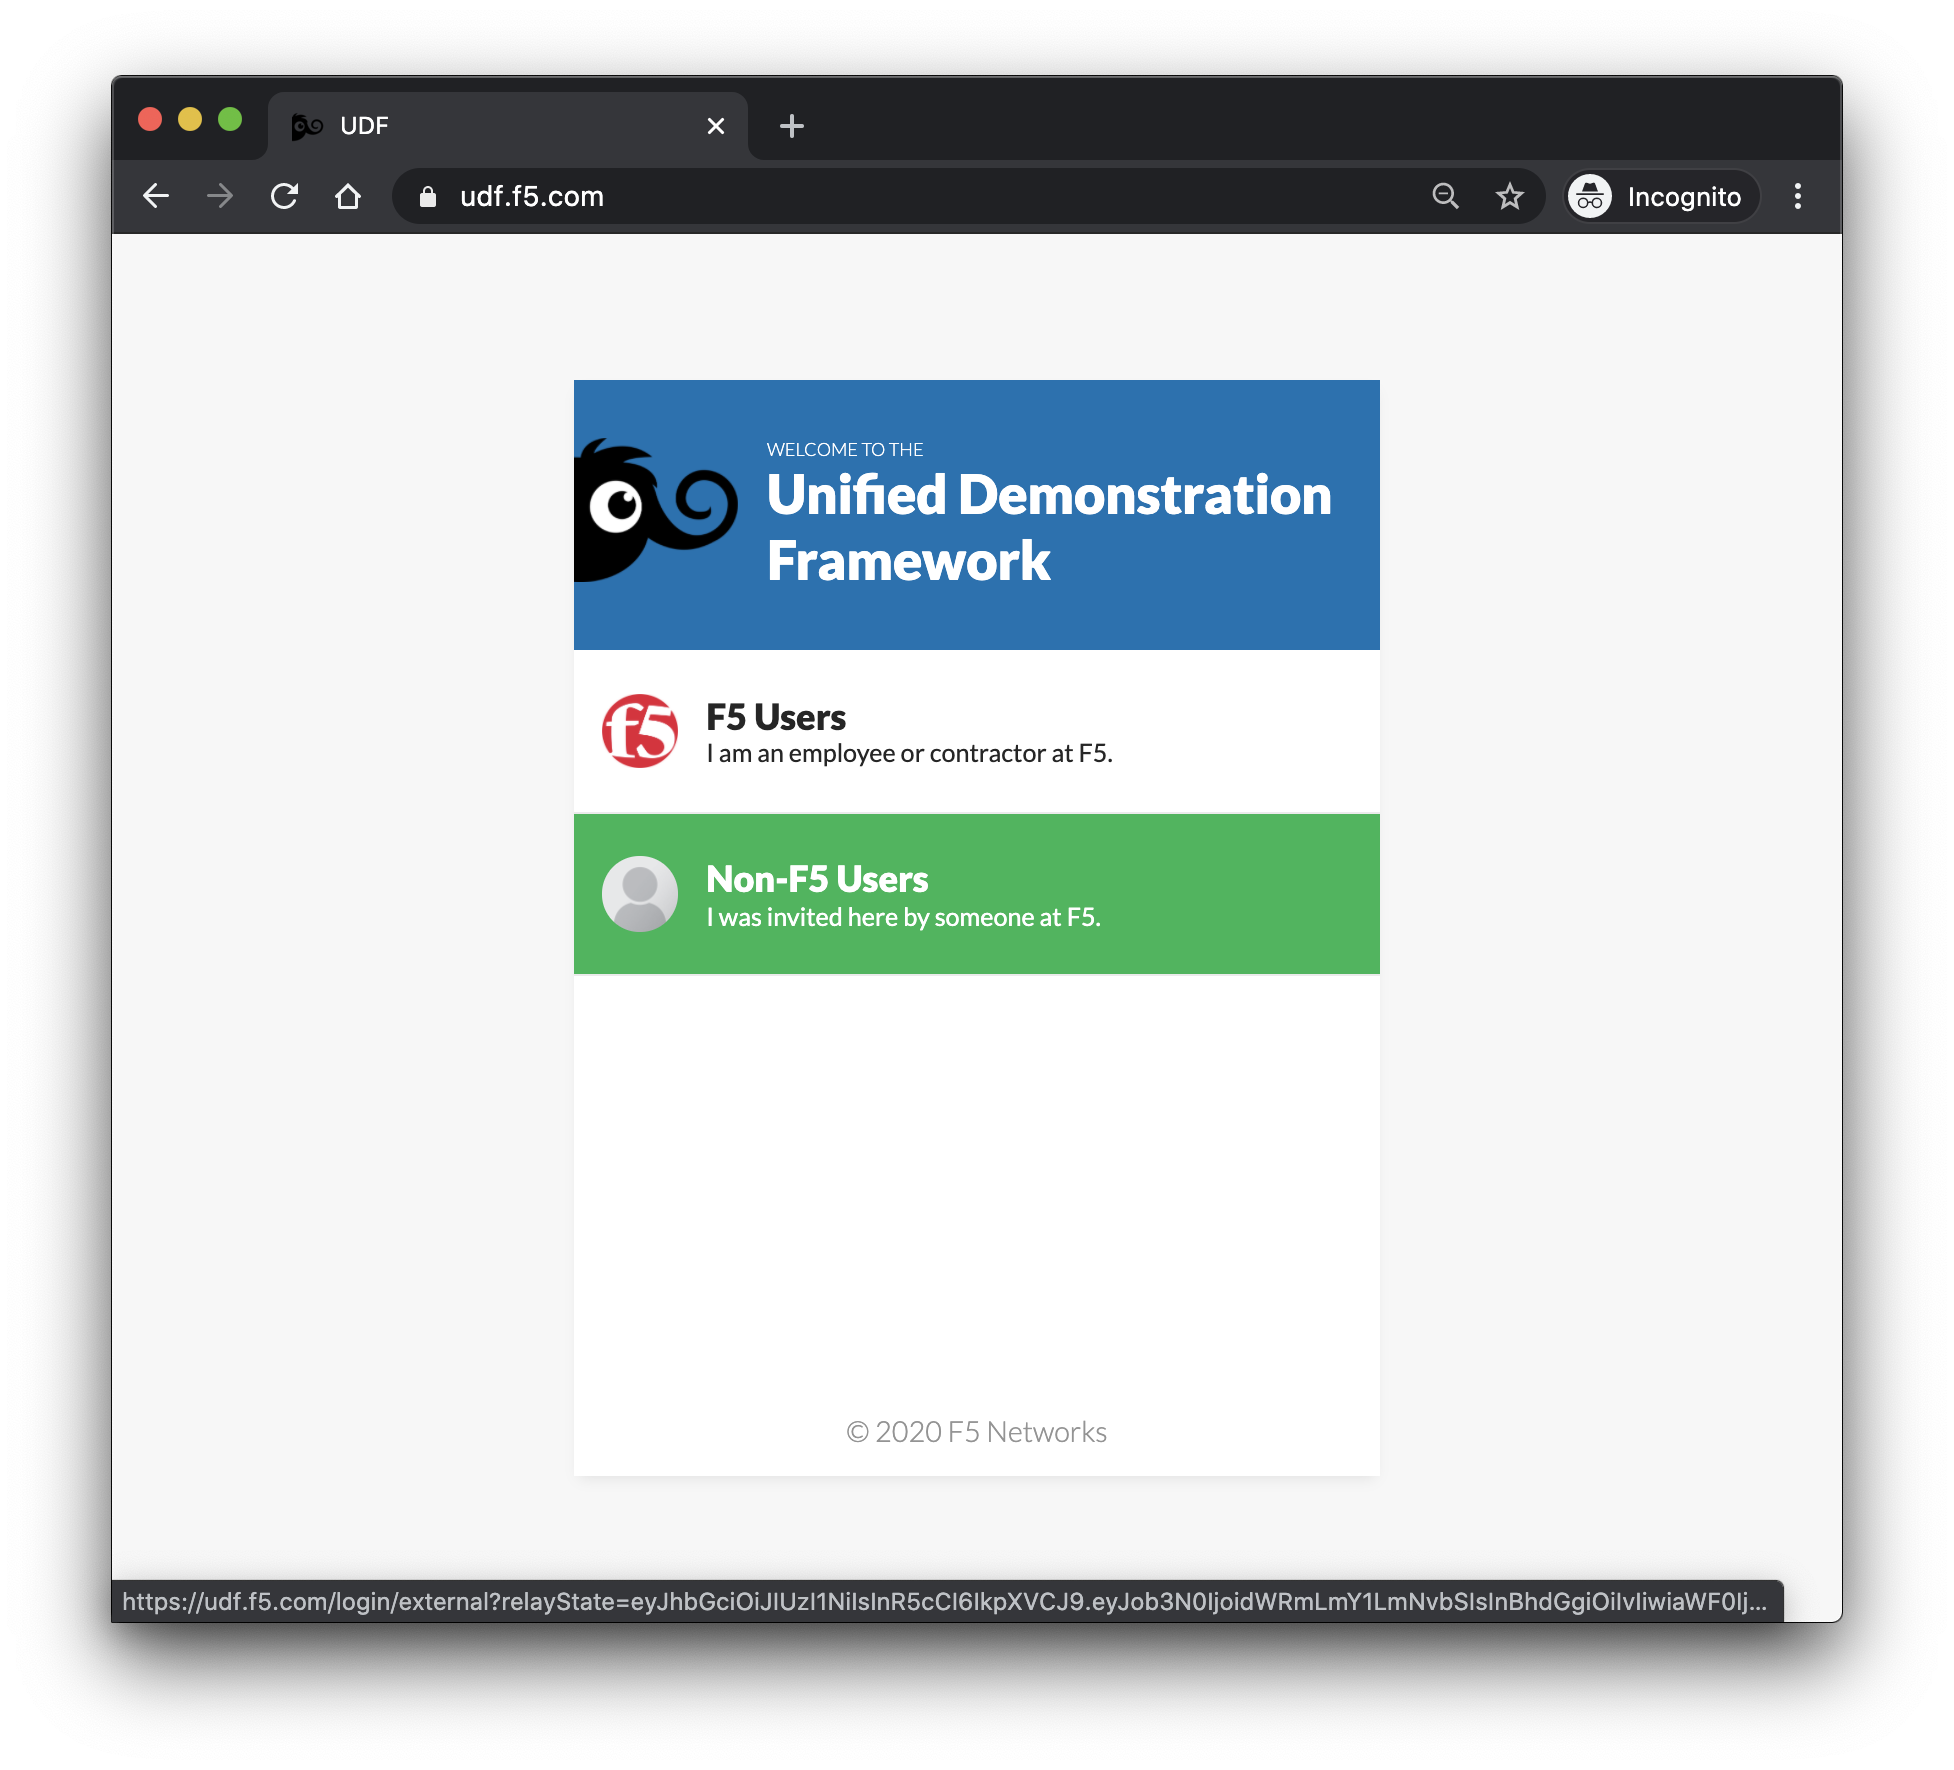 UDF
udf.f5.com
Incognito
WELCOME TO THE
Unified Demonstration
Framework
f5
F5 Users
I am an employee or contractor at F5.
Non-F5 Users
I was invited here by someone at F5.
© 2020 F5 Networks
https://udf.f5.com/login/external?relayState=eyJhbGciOiJIUzI1NiIsInR5cCI6IkpXVCJ9.eyJob3N0IjoidWRmLmY1LmNvbSIsInBhdGgiOiIvIiwiaWF0Ij...